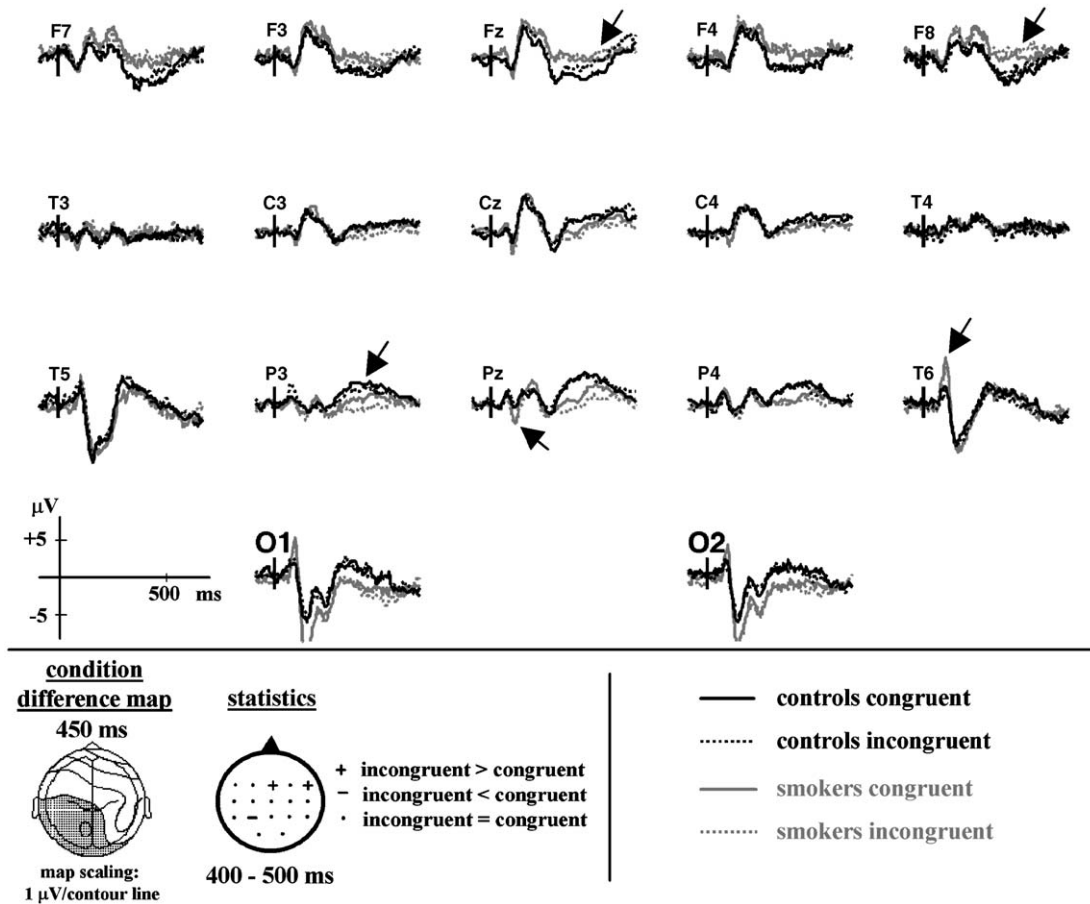 F7 F3 Fz F4 F8
T3 C3 Cz C4 T4
T5 P3 Pz P4 T6
µV
+5
500 ms
-5
O1 O2
condition
difference map
450 ms
map scaling:
1 µV/contour line
statistics
+ incongruent > congruent
− incongruent < congruent
· incongruent = congruent
400 - 500 ms
controls congruent
controls incongruent
smokers congruent
smokers incongruent